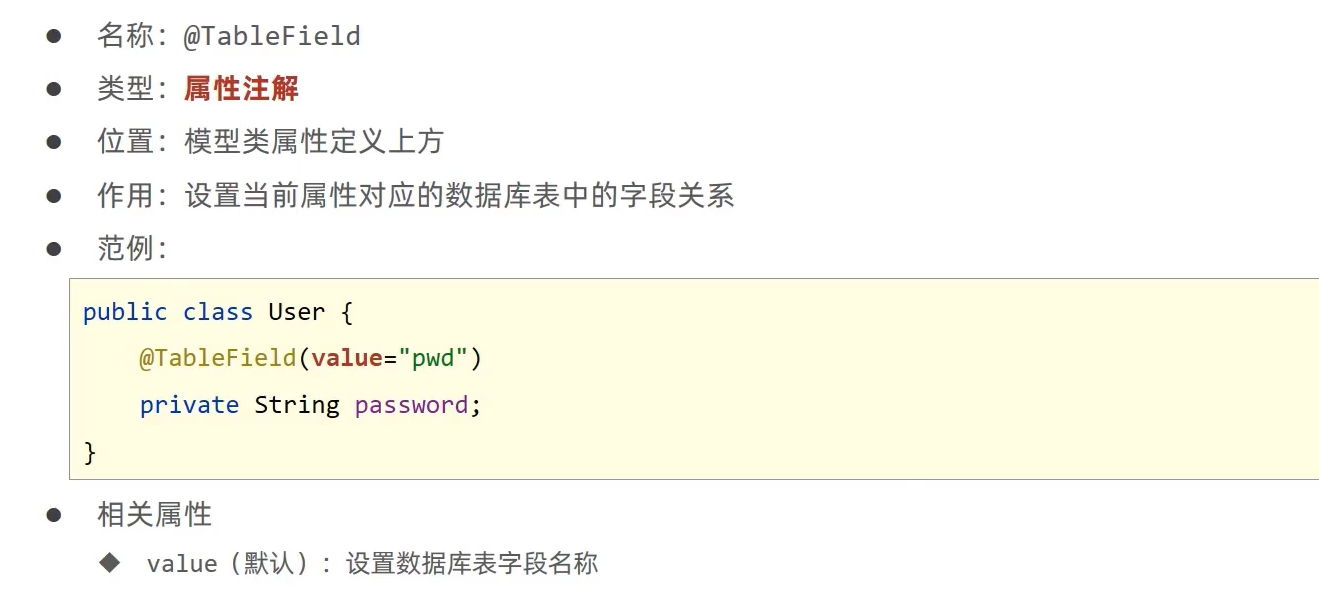 名称：@TableField
类型：属性注解
位置：模型类属性定义上方
作用：设置当前属性对应的数据库表中的字段关系
范例：
public class User {
    @TableField(value="pwd")
    private String password;
}
相关属性
value（默认）：设置数据库表字段名称